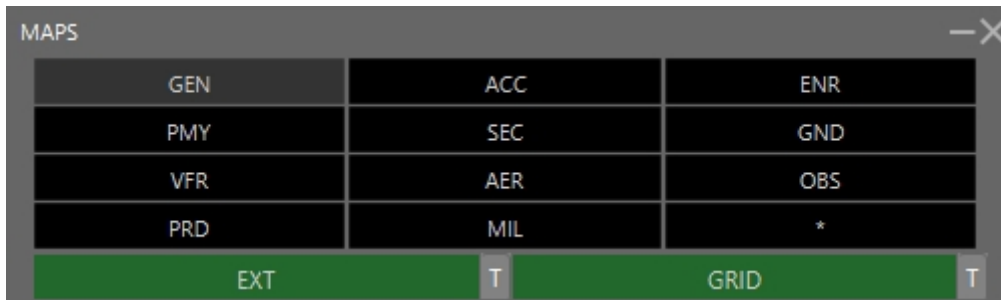 MAPS
GEN ACC ENR
PMY SEC GND
VFR AER OBS
PRD MIL *
EXT T GRID T